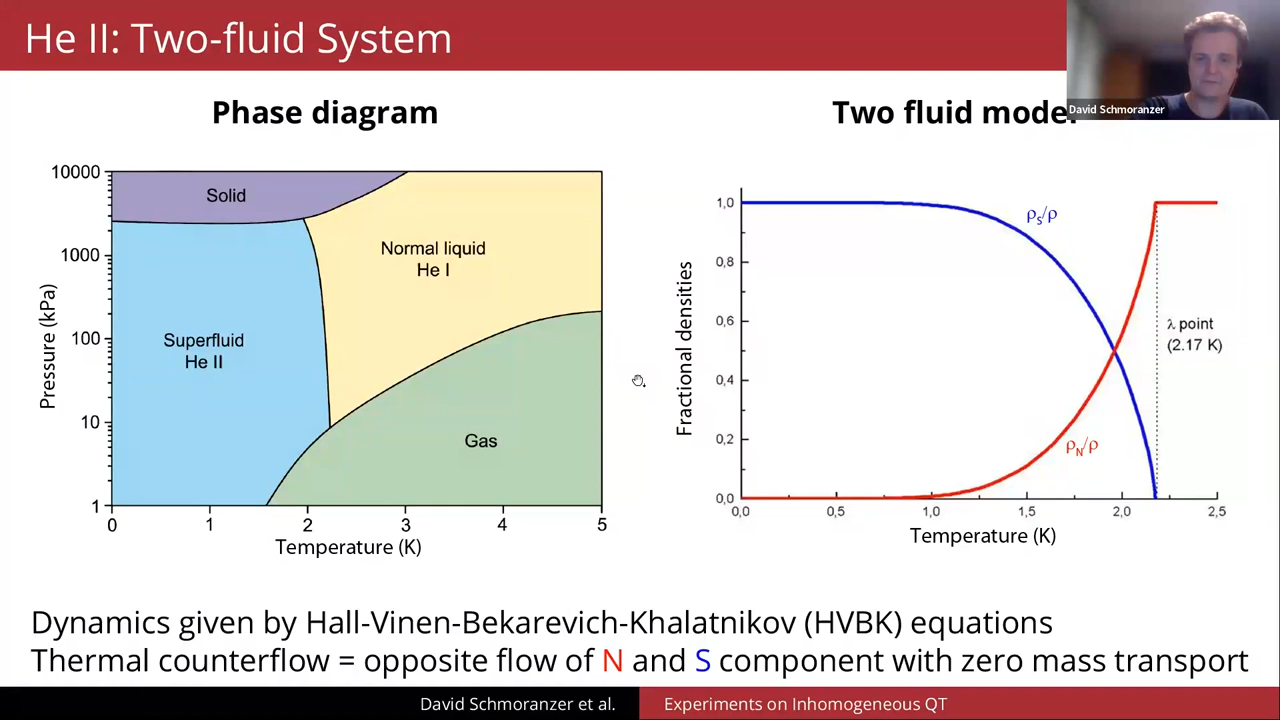 He II: Two-fluid System
David Schmoranzer
Phase diagram
Two fluid model
10000
1000
100
10
1
Pressure (kPa)
Solid
Normal liquid
He I
Superfluid
He II
Gas
0
1
2
3
4
5
Temperature (K)
1,0
0,8
0,6
0,4
0,2
0,0
Fractional densities
ρS/ρ
λ point
(2.17 K)
ρN/ρ
0,0
0,5
1,0
1,5
2,0
2,5
Temperature (K)
Dynamics given by Hall-Vinen-Bekarevich-Khalatnikov (HVBK) equations
Thermal counterflow = opposite flow of N and S component with zero mass transport
David Schmoranzer et al.
Experiments on Inhomogeneous QT